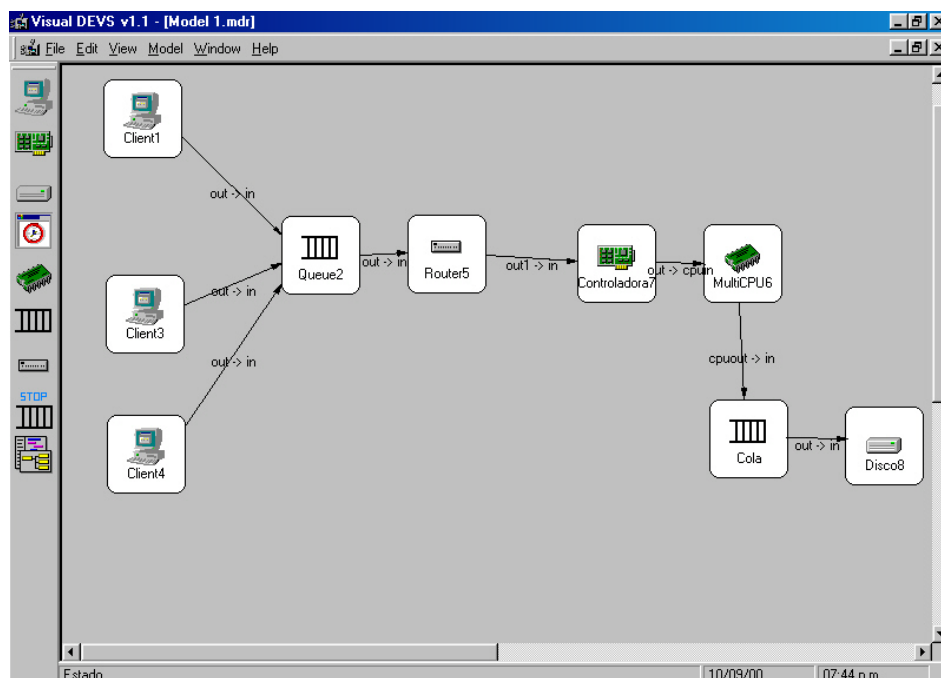 Visual DEVS v1.1 - [Model 1.mdr]
File Edit View Model Window Help
STOP
Client1
out -> in
Client3
out -> in
Client4
out -> in
Queue2
out -> in
Router5
out1 -> in
Controladora7
out -> cpuin
MultiCPU6
cpuout -> in
Cola
out -> in
Disco8
Estado 10/09/00 07:44 p.m.